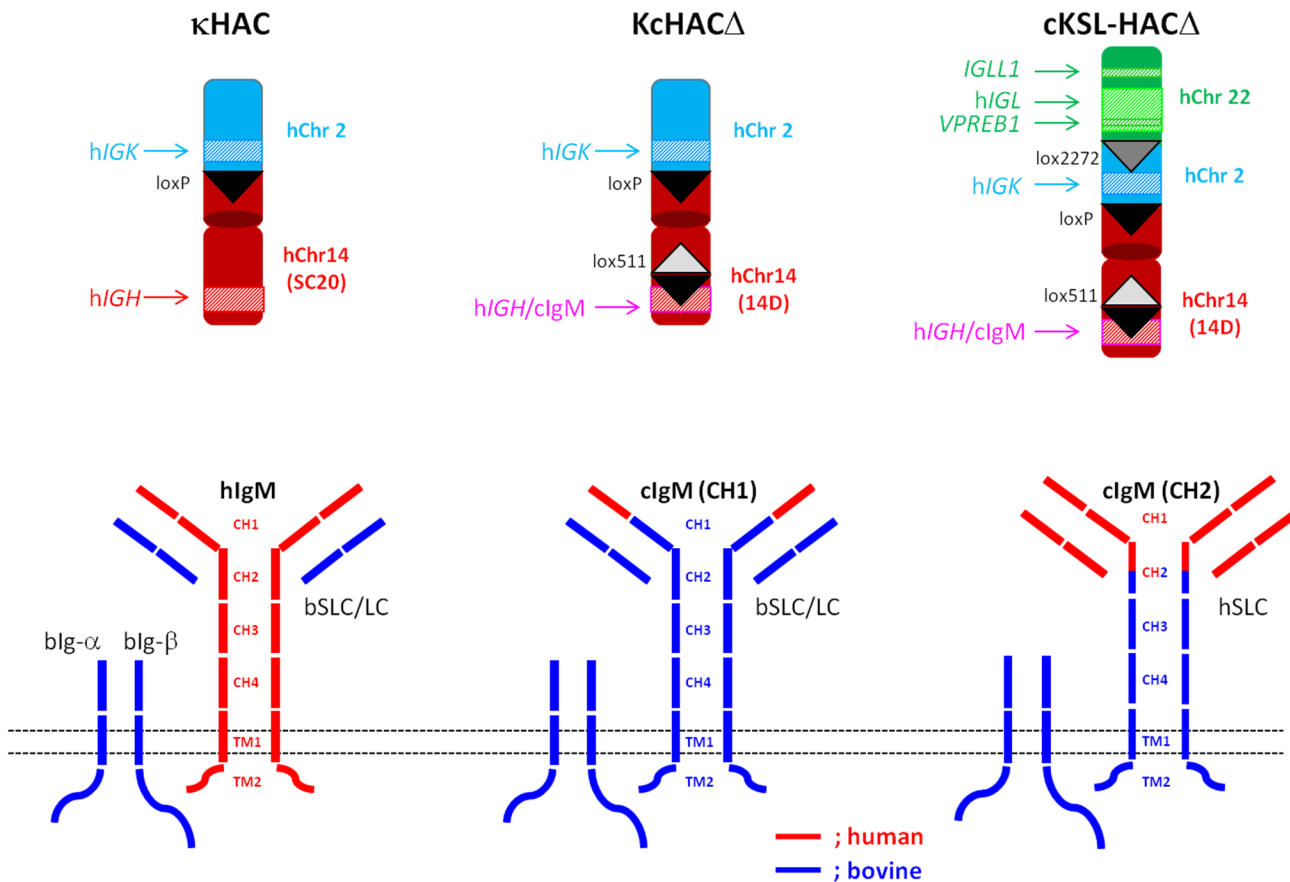 κHAC
KcHACΔ
cKSL-HACΔ
hIGK
hChr 2
loxP
hChr14
(SC20)
hIGH
hIGK
hChr 2
loxP
lox511
hChr14
(14D)
hIGH/cIgM
IGLL1
hIGL
VPREB1
hChr 22
lox2272
hIGK
hChr 2
loxP
lox511
hChr14
(14D)
hIGH/cIgM
hIgM
CH1
CH2
bSLC/LC
CH3
bIg-α
bIg-β
CH4
TM1
TM2
cIgM (CH1)
CH1
CH2
bSLC/LC
CH3
CH4
TM1
TM2
cIgM (CH2)
CH1
CH2
hSLC
CH3
CH4
TM1
TM2
; human
; bovine